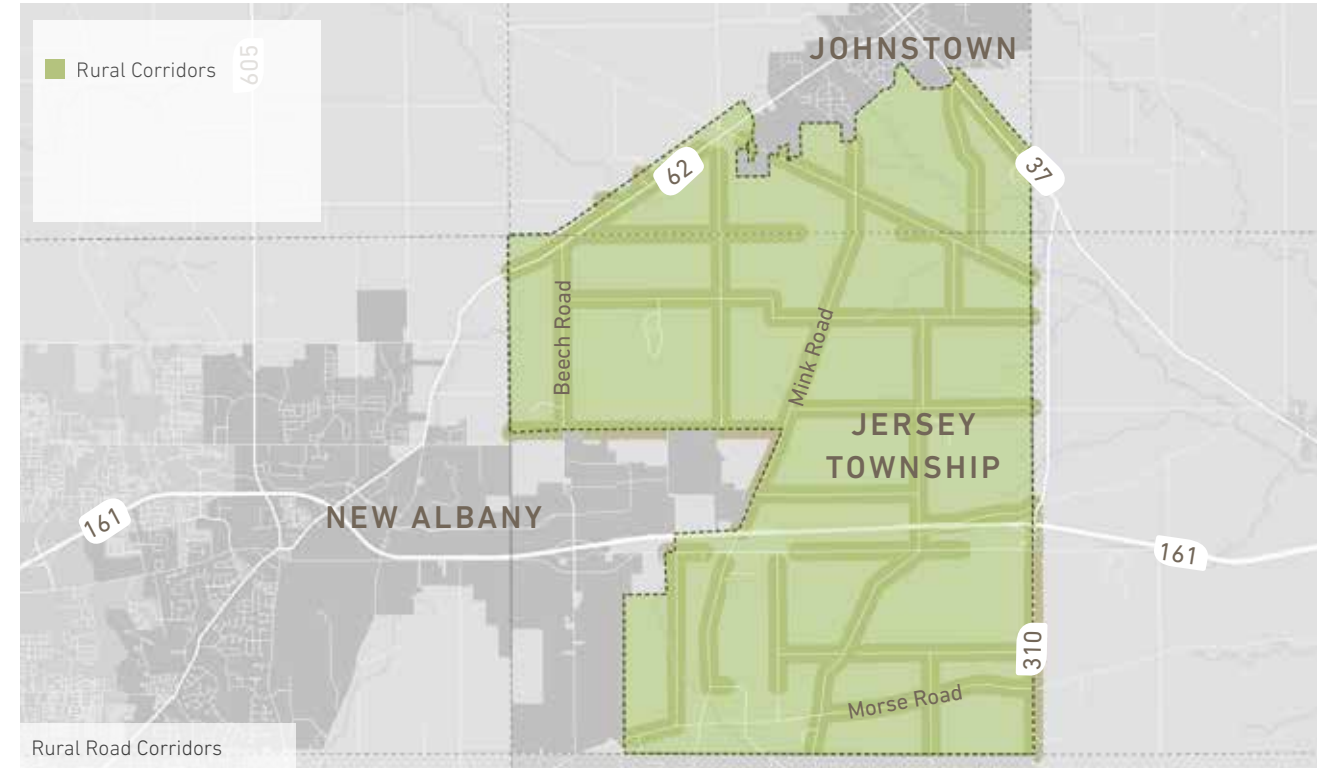 JOHNSTOWN
605
Rural Corridors
62
37
Beech Road
Mink Road
JERSEY
TOWNSHIP
NEW ALBANY
161
161
310
Morse Road
Rural Road Corridors